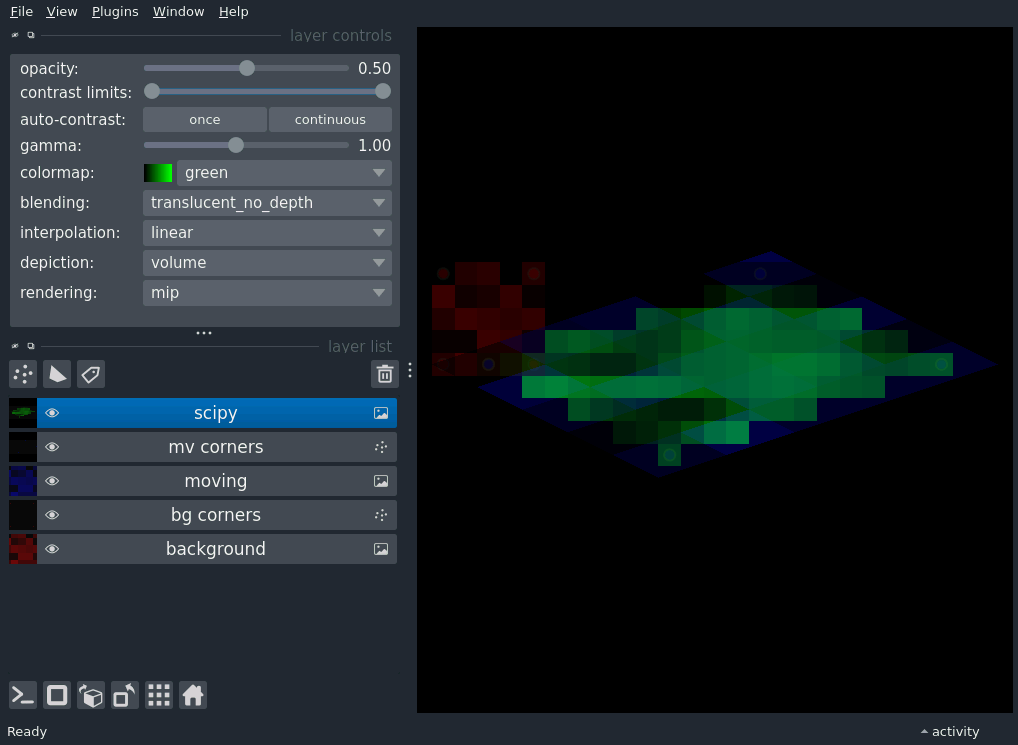 File View Plugins Window Help
layer controls
opacity: 0.50
contrast limits:
auto-contrast: once continuous
gamma: 1.00
colormap: green
blending: translucent_no_depth
interpolation: linear
depiction: volume
rendering: mip
layer list
scipy
mv corners
moving
bg corners
background
Ready activity